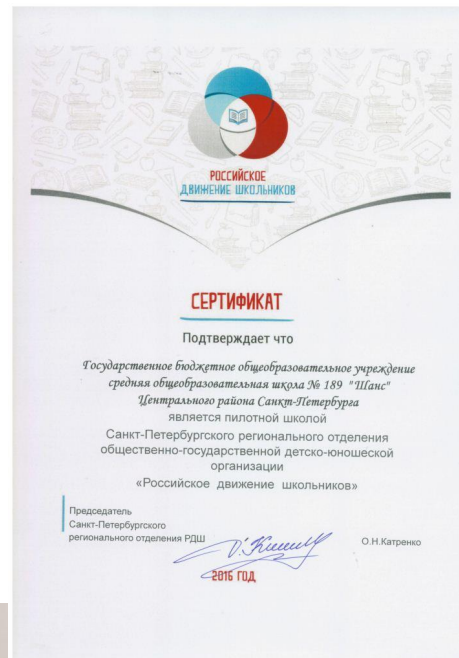 РОССИЙСКОЕ
ДВИЖЕНИЕ ШКОЛЬНИКОВ
СЕРТИФИКАТ
Подтверждает что
Государственное бюджетное общеобразовательное учреждение
средняя общеобразовательная школа № 189 "Шанс"
Центрального района Санкт-Петербурга
является пилотной школой
Санкт-Петербургского регионального отделения
общественно-государственной детско-юношеской
организации
«Российское движение школьников»
Председатель
Санкт-Петербургского
регионального отделения РДШ
О.Н.Катренко
2016 ГОД